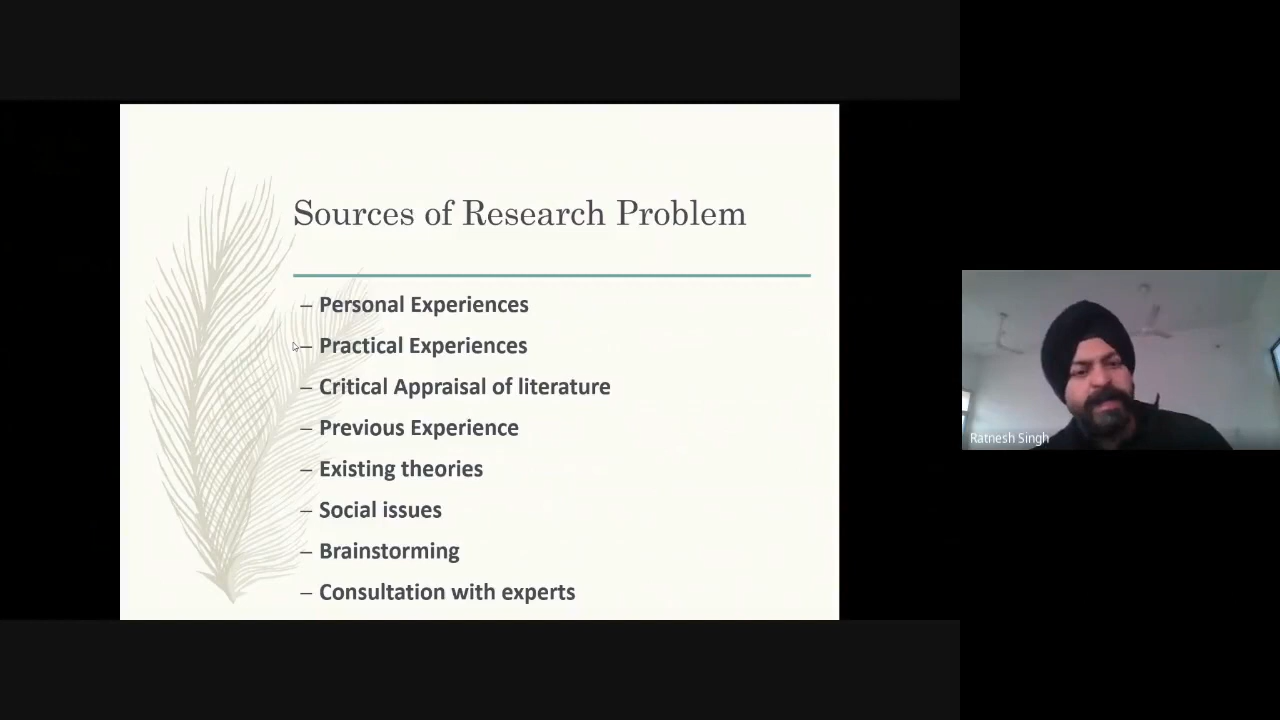 Sources of Research Problem
– Personal Experiences
– Practical Experiences
– Critical Appraisal of literature
– Previous Experience
– Existing theories
– Social issues
– Brainstorming
– Consultation with experts
Ratnesh Singh